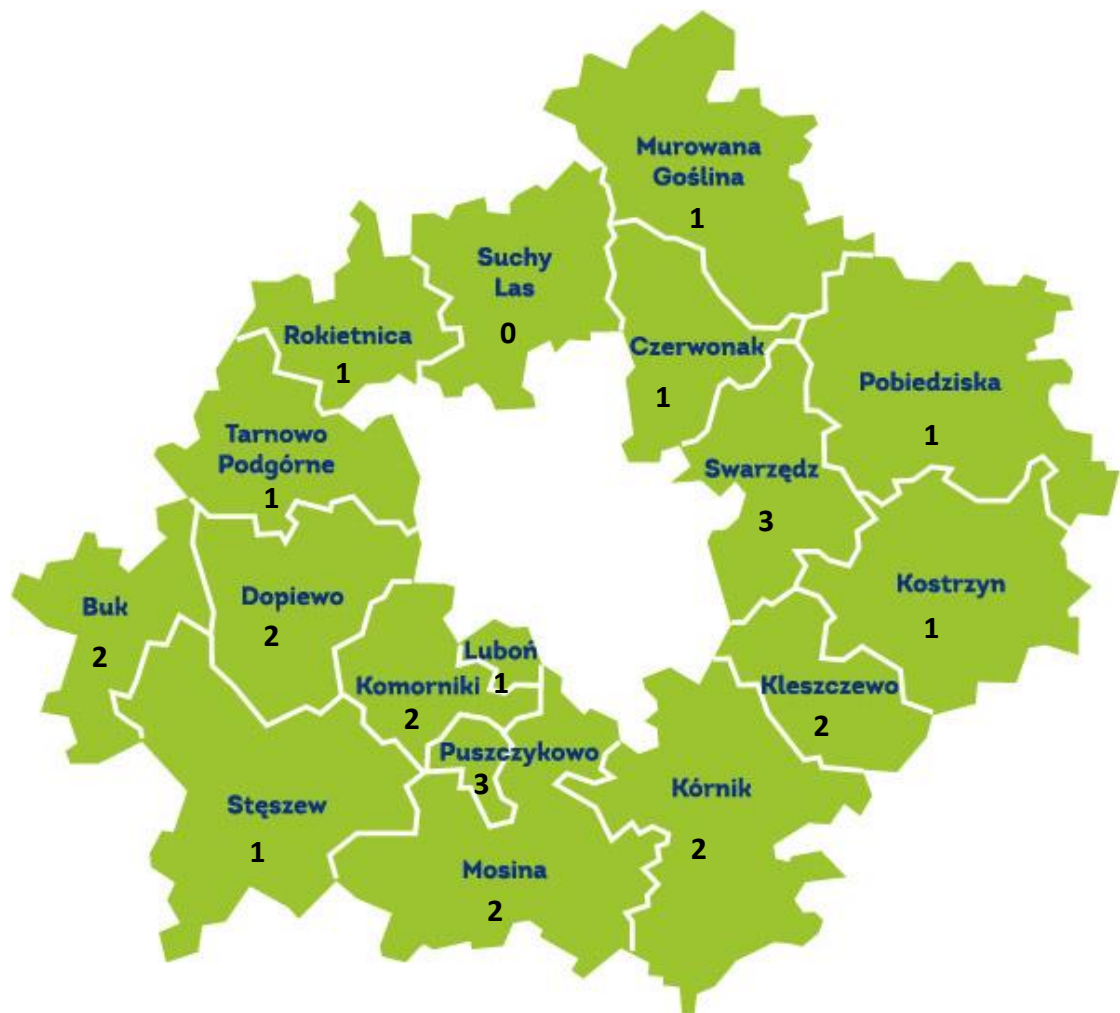 Murowana
Goślina
1
Suchy
Las
0
Rokietnica
1
Czerwonak
1
Pobiedziska
1
Tarnowo
Podgórne
1
Swarzędz
3
Buk
2
Dopiewo
2
Kostrzyn
1
Luboń
1
Komorniki
2
Kleszczewo
2
Puszczykowo
3
Stęszew
1
Kórnik
2
Mosina
2